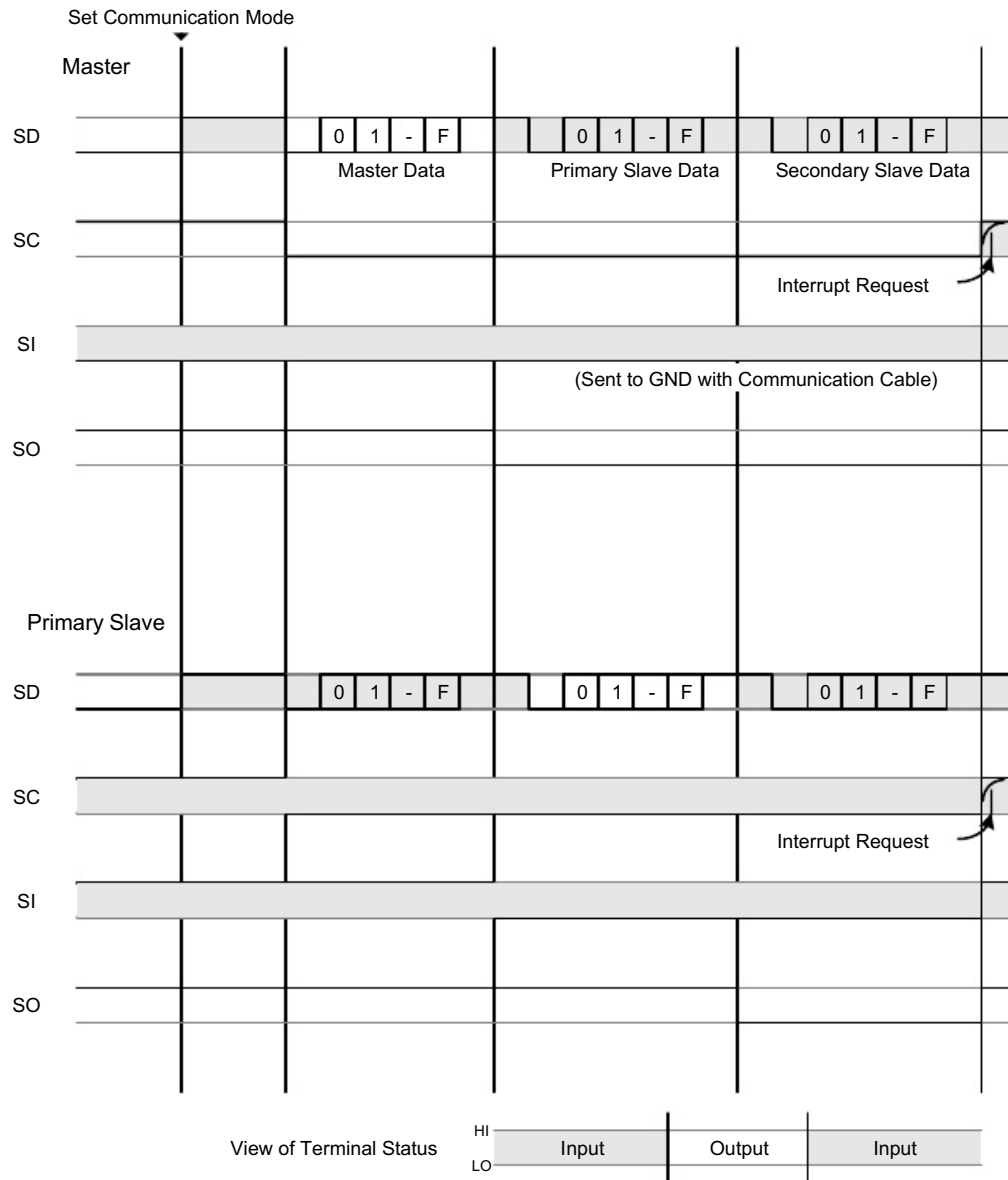 Set Communication Mode
Master
SD 0 1 - F 0 1 - F 0 1 - F
Master Data Primary Slave Data Secondary Slave Data
SC
Interrupt Request
SI
(Sent to GND with Communication Cable)
SO
Primary Slave
SD 0 1 - F 0 1 - F 0 1 - F
SC
Interrupt Request
SI
SO
HI
View of Terminal Status Input Output Input
LO